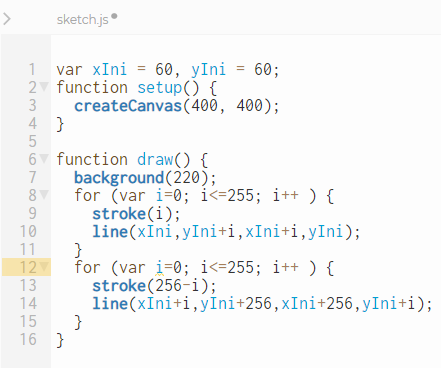 sketch.js●
1 var xIni = 60, yIni = 60;
2 function setup() {
3   createCanvas(400, 400);
4 }
5
6 function draw() {
7   background(220);
8   for (var i=0; i<=255; i++ ) {
9     stroke(i);
10     line(xIni,yIni+i,xIni+i,yIni);
11   }
12   for (var i=0; i<=255; i++ ) {
13     stroke(256-i);
14     line(xIni+i,yIni+256,xIni+256,yIni+i);
15   }
16 }